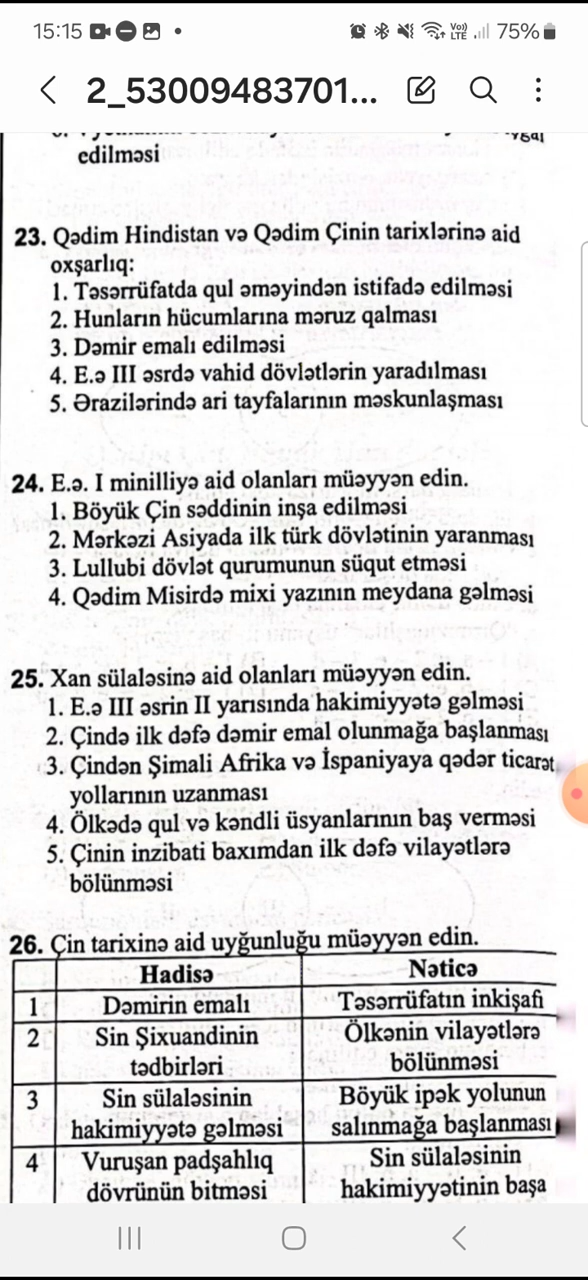 15:15
75%
2_53009483701...
edilməsi
23. Qədim Hindistan və Qədim Çinin tarixlərinə aid
oxşarlıq:
1. Təsərrüfatda qul əməyindən istifadə edilməsi
2. Hunların hücumlarına məruz qalması
3. Dəmir emalı edilməsi
4. E.ə III əsrdə vahid dövlətlərin yaradılması
5. Ərazilərində ari tayfalarının məskunlaşması
24. E.ə. I minilliyə aid olanları müəyyən edin.
1. Böyük Çin səddinin inşa edilməsi
2. Mərkəzi Asiyada ilk türk dövlətinin yaranması
3. Lullubi dövlət qurumunun süqut etməsi
4. Qədim Misirdə mixi yazının meydana gəlməsi
25. Xan sülaləsinə aid olanları müəyyən edin.
1. E.ə III əsrin II yarısında hakimiyyətə gəlməsi
2. Çində ilk dəfə dəmir emal olunmağa başlanması
3. Çindən Şimali Afrika və İspaniyaya qədər ticarət
yollarının uzanması
4. Ölkədə qul və kəndli üsyanlarının baş verməsi
5. Çinin inzibati baxımdan ilk dəfə vilayətlərə
bölünməsi
26. Çin tarixinə aid uyğunluğu müəyyən edin.
Hadisə Nəticə
1 Dəmirin emalı Təsərrüfatın inkişafı
2 Sin Şixuandinin Ölkənin vilayətlərə
tədbirləri bölünməsi
3 Sin sülaləsinin Böyük ipək yolunun
hakimiyyətə gəlməsi salınmağa başlanması
4 Vuruşan padşahlıq Sin sülaləsinin
dövrünün bitməsi hakimiyyətinin başa